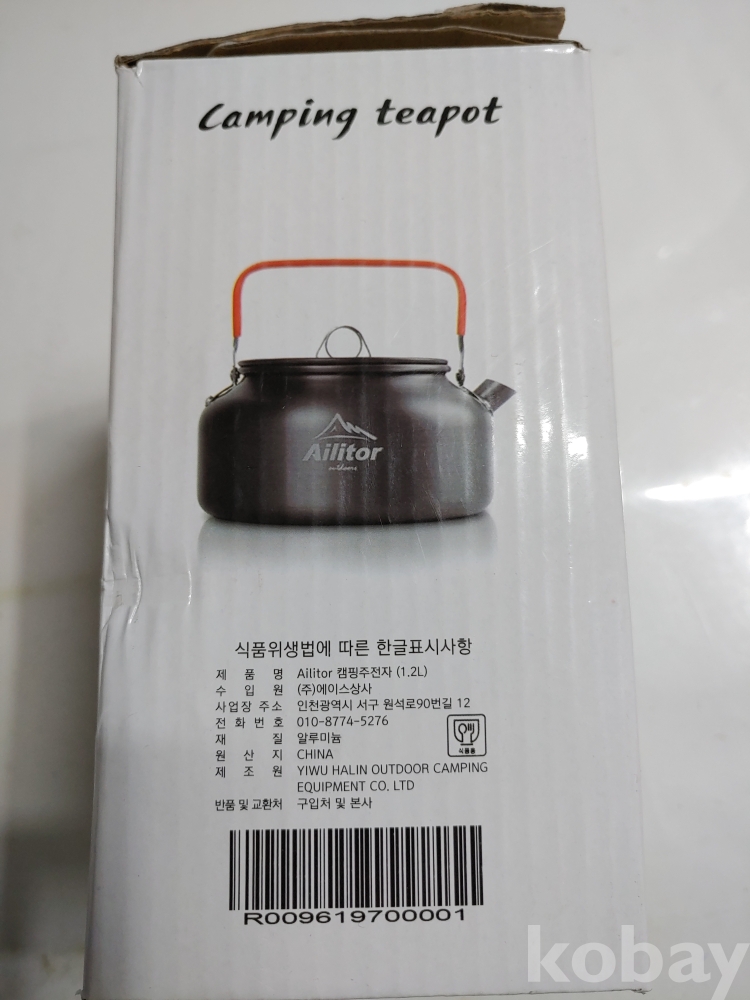 Camping teapot
Ailitor
outdoors
식품위생법에 따른 한글표시사항
제 품 명 Ailitor 캠핑주전자 (1.2L)
수 입 원 (주)에이스상사
사업장 주소 인천광역시 서구 원석로90번길 12
전 화 번 호 010-8774-5276
재 질 알루미늄
식품용
원 산 지 CHINA
제 조 원 YIWU HALIN OUTDOOR CAMPING
EQUIPMENT CO. LTD
반품 및 교환처 구입처 및 본사
R009619700001
kobay